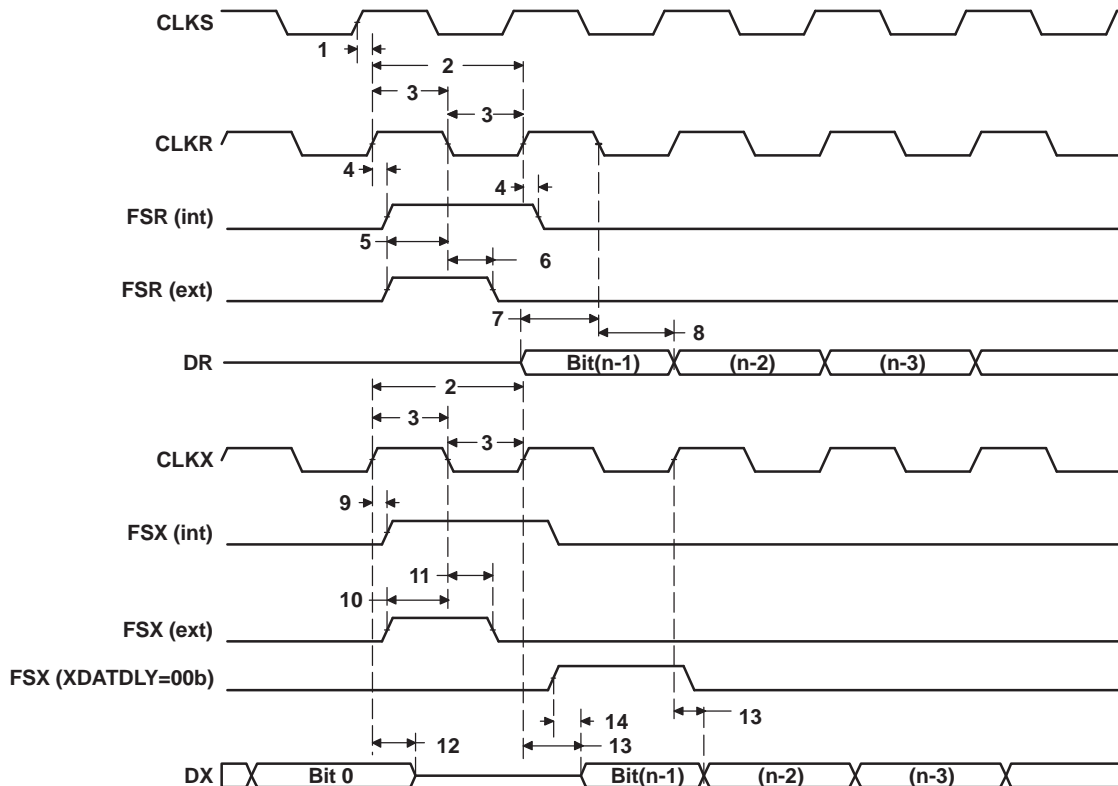 CLKS
1
2
3
3
CLKR
4
4
FSR (int)
5
6
FSR (ext)
7
8
DR
Bit(n-1)
(n-2)
(n-3)
2
3
3
CLKX
9
FSX (int)
11
10
FSX (ext)
FSX (XDATDLY=00b)
14
13
12
13
DX
Bit 0
Bit(n-1)
(n-2)
(n-3)